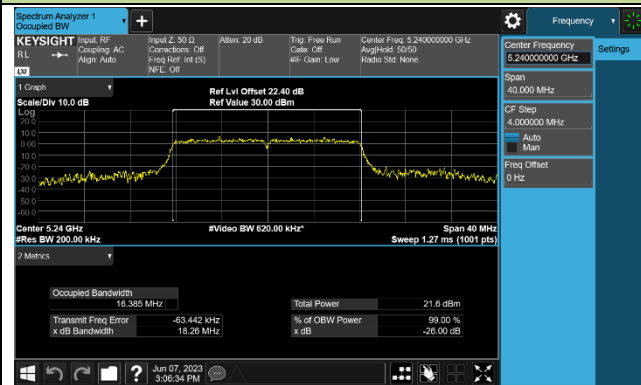 Spectrum Analyzer 1
Occupied BW
Frequency
KEYSIGHT
RL
Input: RF
Coupling: AC
Align: Auto
Input Z: 50 Ω
Corrections: Off
Freq Ref: Int (S)
NFE: Off
Atten: 20 dB
Trig: Free Run
Gate: Off
#IF Gain: Low
Center Freq: 5.240000000 GHz
Avg|Hold: 50/50
Radio Std: None
LXI
Center Frequency
5.240000000 GHz
Settings
Span
40.000 MHz
CF Step
4.000000 MHz
Auto
Man
Freq Offset
0 Hz
1 Graph
Scale/Div 10.0 dB
Ref Lvl Offset 22.40 dB
Ref Value 30.00 dBm
Log
20.0
10.0
0.00
-10.0
-20.0
-30.0
-40.0
-50.0
-60.0
Center 5.24 GHz
#Video BW 620.00 kHz*
Span 40 MHz
#Res BW 200.00 kHz
Sweep 1.27 ms (1001 pts)
2 Metrics
Occupied Bandwidth
16.385 MHz
Total Power
21.6 dBm
Transmit Freq Error
-63.442 kHz
% of OBW Power
99.00 %
x dB Bandwidth
18.26 MHz
x dB
-26.00 dB
?
Jun 07, 2023
3:06:34 PM